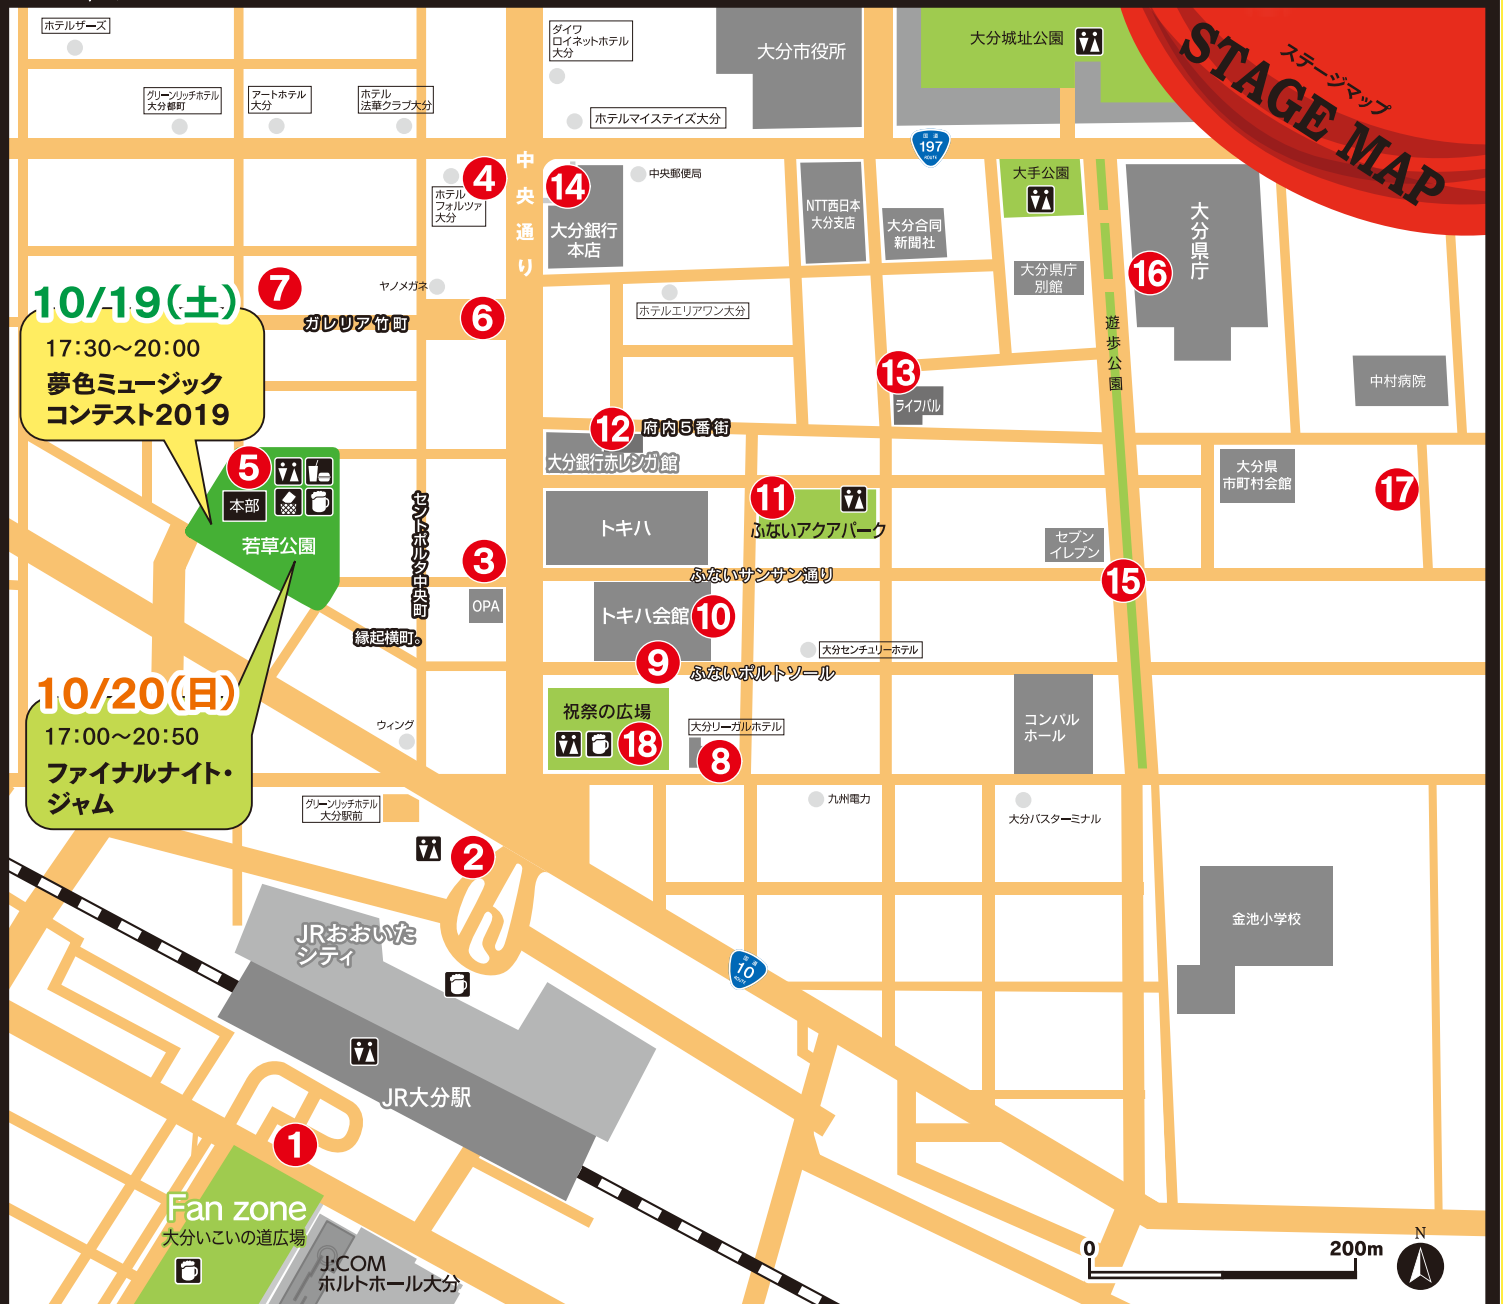 ホテルザーズ
ダイワ
ロイネットホテル
大分
大分市役所
大分城址公園
ステージマップ
STAGE MAP
グリーンリッチホテル
大分都町
アートホテル
大分
ホテル
法華クラブ大分
ホテルマイステイズ大分
国道
197
ROUTE
中央通り
4
14
中央郵便局
ホテル
フォルツァ
大分
大分銀行
本店
NTT西日本
大分支店
大分合同
新聞社
大手公園
大分県庁
大分県庁
別館
16
7
ヤノメガネ
6
ガレリア竹町
ホテルエリアワン大分
遊歩公園
10/19(土)
17:30～20:00
夢色ミュージック
コンテスト2019
13
ライフパル
中村病院
12
府内5番街
大分銀行赤レンガ館
5
本部
若草公園
セントポルタ中央町
トキハ
11
ふないアクアパーク
大分県
市町村会館
17
セブン
イレブン
3
ふないサンサン通り
15
OPA
トキハ会館
10
縁起横町。
9
ふないポルトソール
大分センチュリーホテル
10/20(日)
17:00～20:50
ファイナルナイト・
ジャム
ウィング
祝祭の広場
18
大分リーガルホテル
8
コンパル
ホール
グリーンリッチホテル
大分駅前
九州電力
大分バスターミナル
2
JRおおいた
シティ
国道
10
ROUTE
金池小学校
JR大分駅
1
Fan zone
大分いこいの道広場
J:COM
ホルトホール大分
0
200m
N